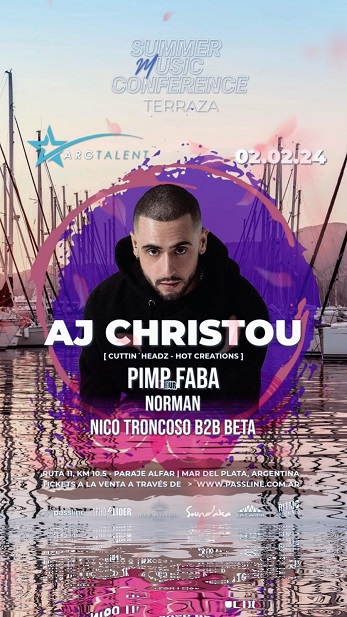 SUMMER
MUSIC
CONFERENCE
TERRAZA
ARGTALENT
02.02.24
AJ CHRISTOU
[ CUTTIN´HEADZ - HOT CREATIONS ]
PIMP FABA
NORMAN
NICO TRONCOSO B2B BETA
RUTA 11, KM 10.5 - PARAJE ALFAR | MAR DEL PLATA, ARGENTINA
TICKETS A LA VENTA A TRAVÉS DE > WWW.PASSLINE.COM.AR
passline